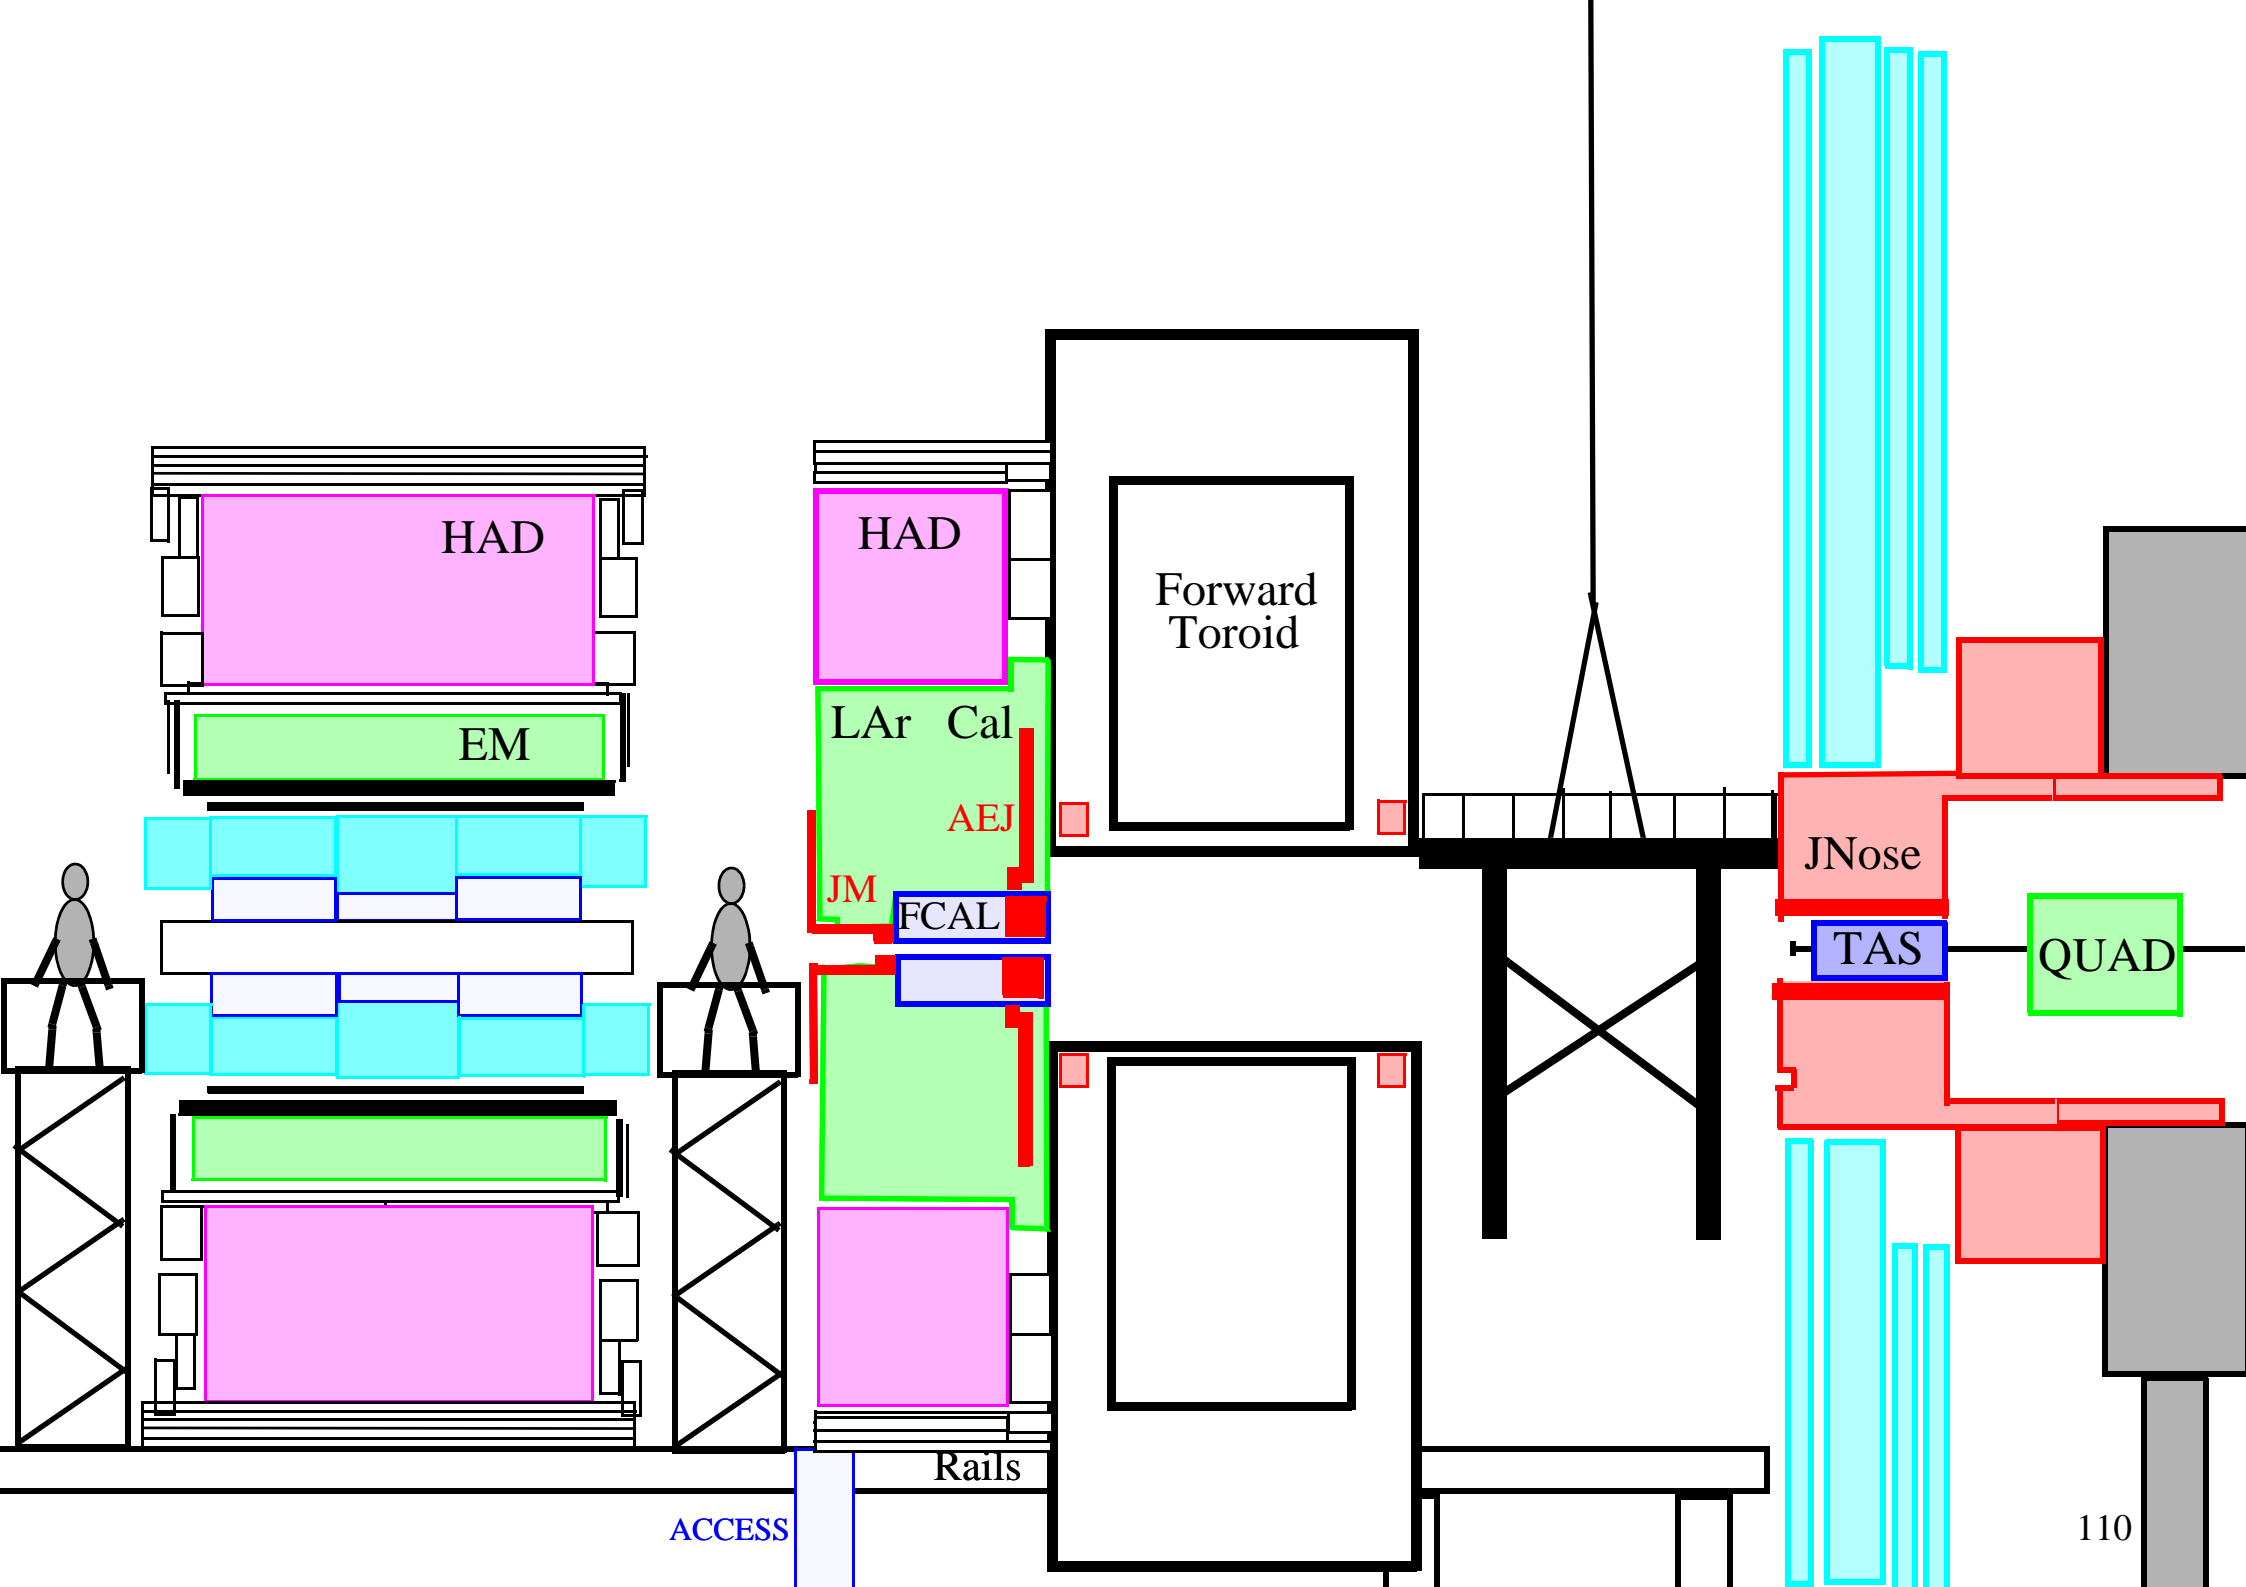 HAD
HAD
Forward
Toroid
EM
LAr Cal
AEJ
JM
FCAL
JNose
TAS
QUAD
Rails
ACCESS
110